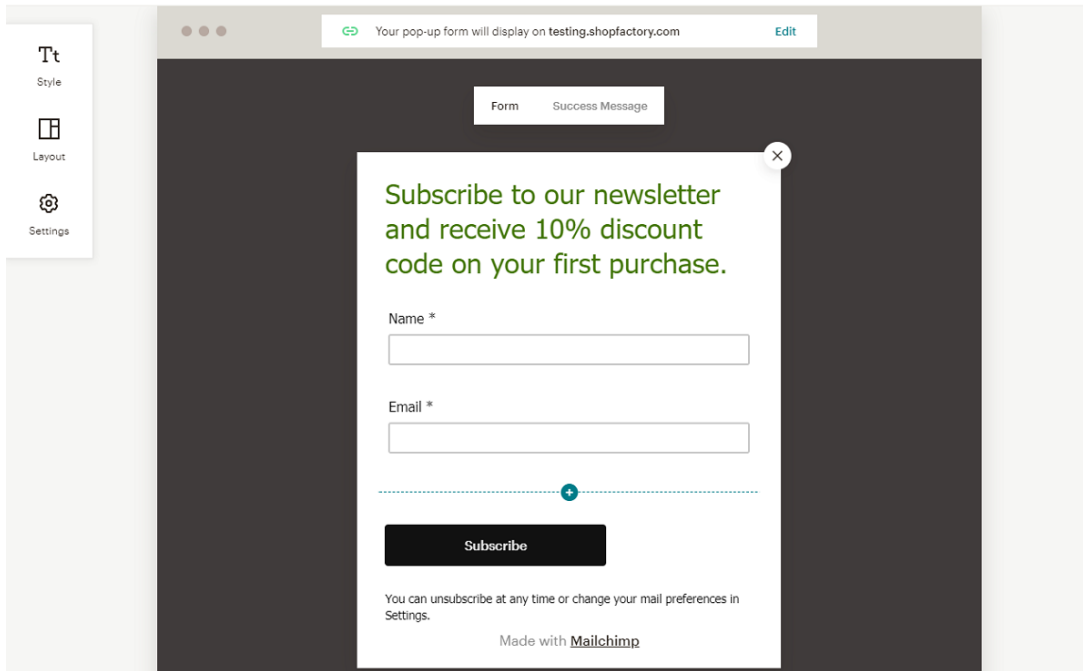 Tt
Style
Layout
Settings
Your pop-up form will display on testing.shopfactory.com Edit
Form Success Message
Subscribe to our newsletter
and receive 10% discount
code on your first purchase.
Name *
Email *
Subscribe
You can unsubscribe at any time or change your mail preferences in
Settings.
Made with Mailchimp